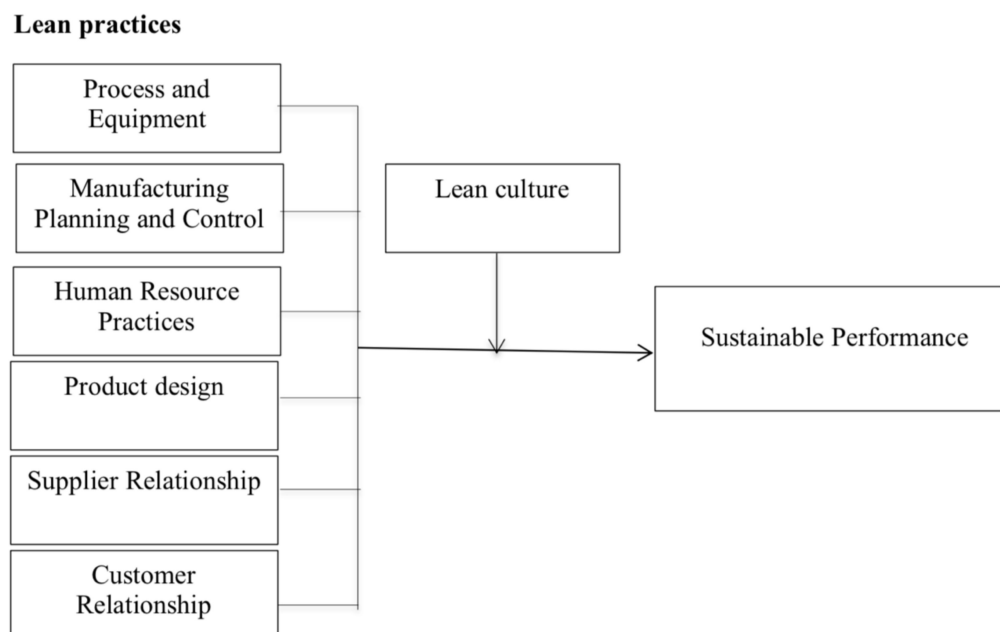 Lean practices
Process and
Equipment
Manufacturing
Planning and Control
Lean culture
Human Resource
Practices
Sustainable Performance
Product design
Supplier Relationship
Customer
Relationship